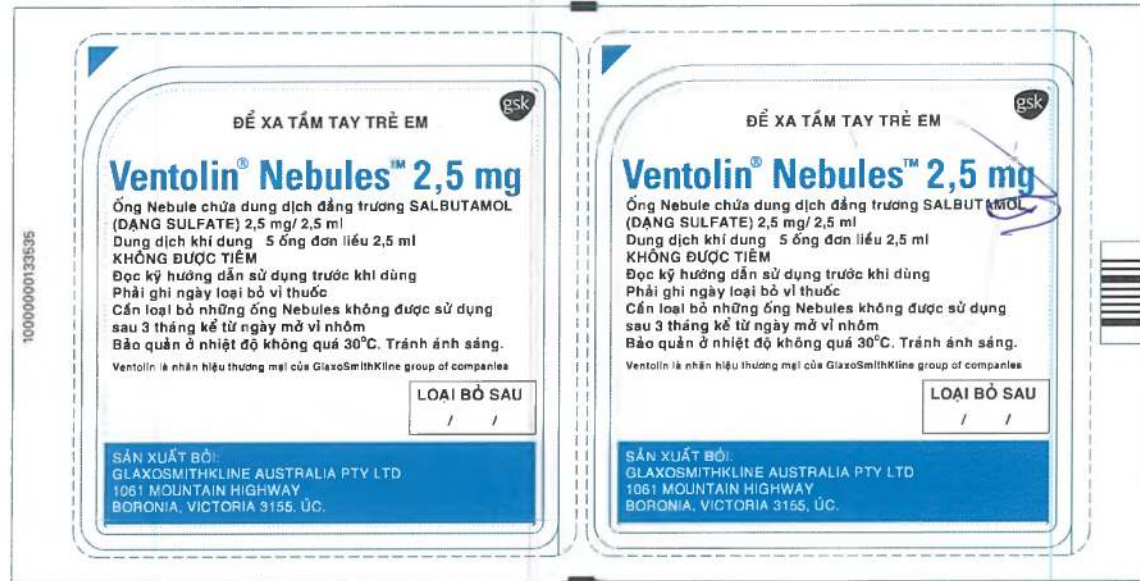 10000000133535
gsk
ĐỂ XA TẦM TAY TRẺ EM
Ventolin® Nebules™ 2,5 mg
Ống Nebule chứa dung dịch đẳng trương SALBUTAMOL
(DẠNG SULFATE) 2,5 mg/ 2,5 ml
Dung dịch khí dung 5 ống đơn liều 2,5 ml
KHÔNG ĐƯỢC TIÊM
Đọc kỹ hướng dẫn sử dụng trước khi dùng
Phải ghi ngày loại bỏ vỉ thuốc
Cần loại bỏ những ống Nebules không được sử dụng
sau 3 tháng kể từ ngày mở vỉ nhôm
Bảo quản ở nhiệt độ không quá 30°C. Tránh ánh sáng.
Ventolin là nhãn hiệu thương mại của GlaxoSmithKline group of companies
LOẠI BỎ SAU
/ /
SẢN XUẤT BỞI:
GLAXOSMITHKLINE AUSTRALIA PTY LTD
1061 MOUNTAIN HIGHWAY
BORONIA, VICTORIA 3155, ÚC.
gsk
ĐỂ XA TẦM TAY TRẺ EM
Ventolin® Nebules™ 2,5 mg
Ống Nebule chứa dung dịch đẳng trương SALBUTAMOL
(DẠNG SULFATE) 2,5 mg/ 2,5 ml
Dung dịch khí dung 5 ống đơn liều 2,5 ml
KHÔNG ĐƯỢC TIÊM
Đọc kỹ hướng dẫn sử dụng trước khi dùng
Phải ghi ngày loại bỏ vỉ thuốc
Cần loại bỏ những ống Nebules không được sử dụng
sau 3 tháng kể từ ngày mở vỉ nhôm
Bảo quản ở nhiệt độ không quá 30°C. Tránh ánh sáng.
Ventolin là nhãn hiệu thương mại của GlaxoSmithKline group of companies
LOẠI BỎ SAU
/ /
SẢN XUẤT BỞI:
GLAXOSMITHKLINE AUSTRALIA PTY LTD
1061 MOUNTAIN HIGHWAY
BORONIA, VICTORIA 3155, ÚC.